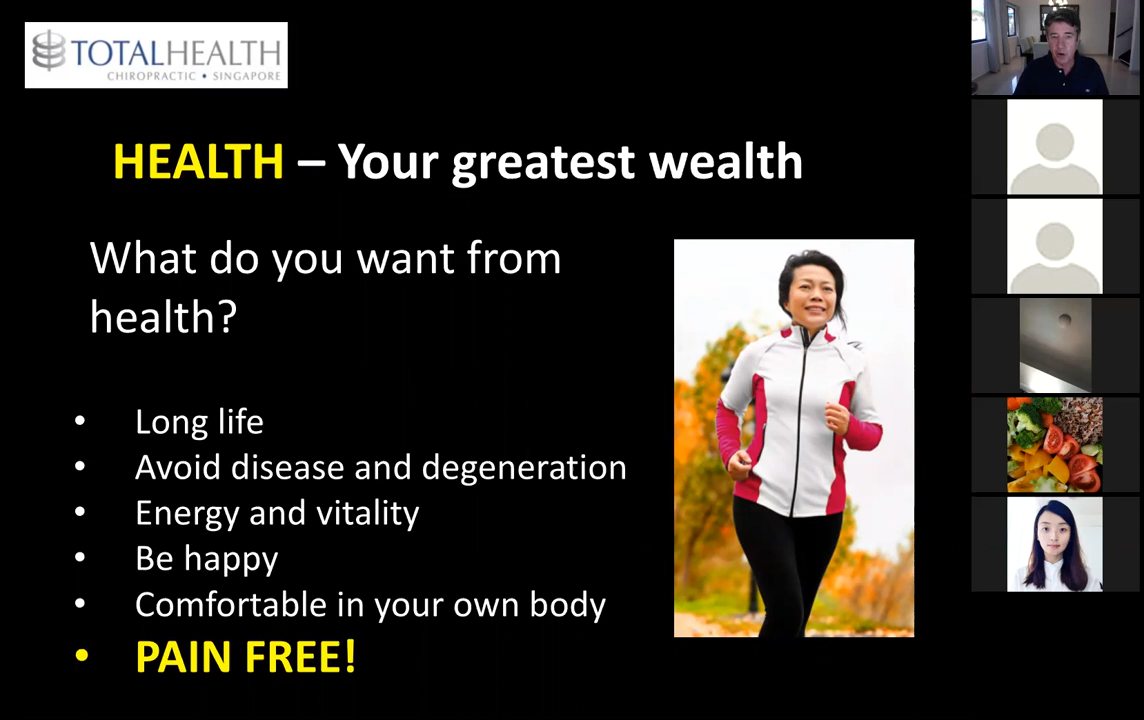 TOTALHEALTH
CHIROPRACTIC • SINGAPORE
HEALTH – Your greatest wealth
What do you want from
health?
• Long life
• Avoid disease and degeneration
• Energy and vitality
• Be happy
• Comfortable in your own body
• PAIN FREE!